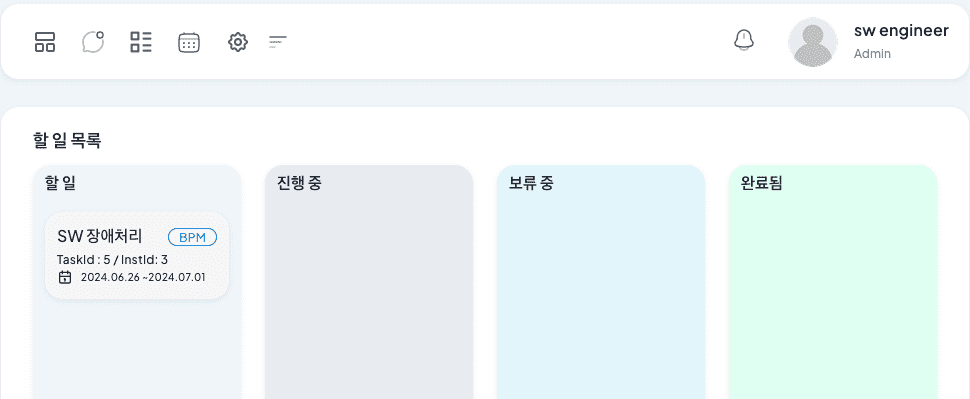 sw engineer
Admin
할 일 목록
할 일
진행 중
보류 중
완료됨
SW 장애처리
BPM
TaskId : 5 / InstId: 3
2024.06.26 ~2024.07.01